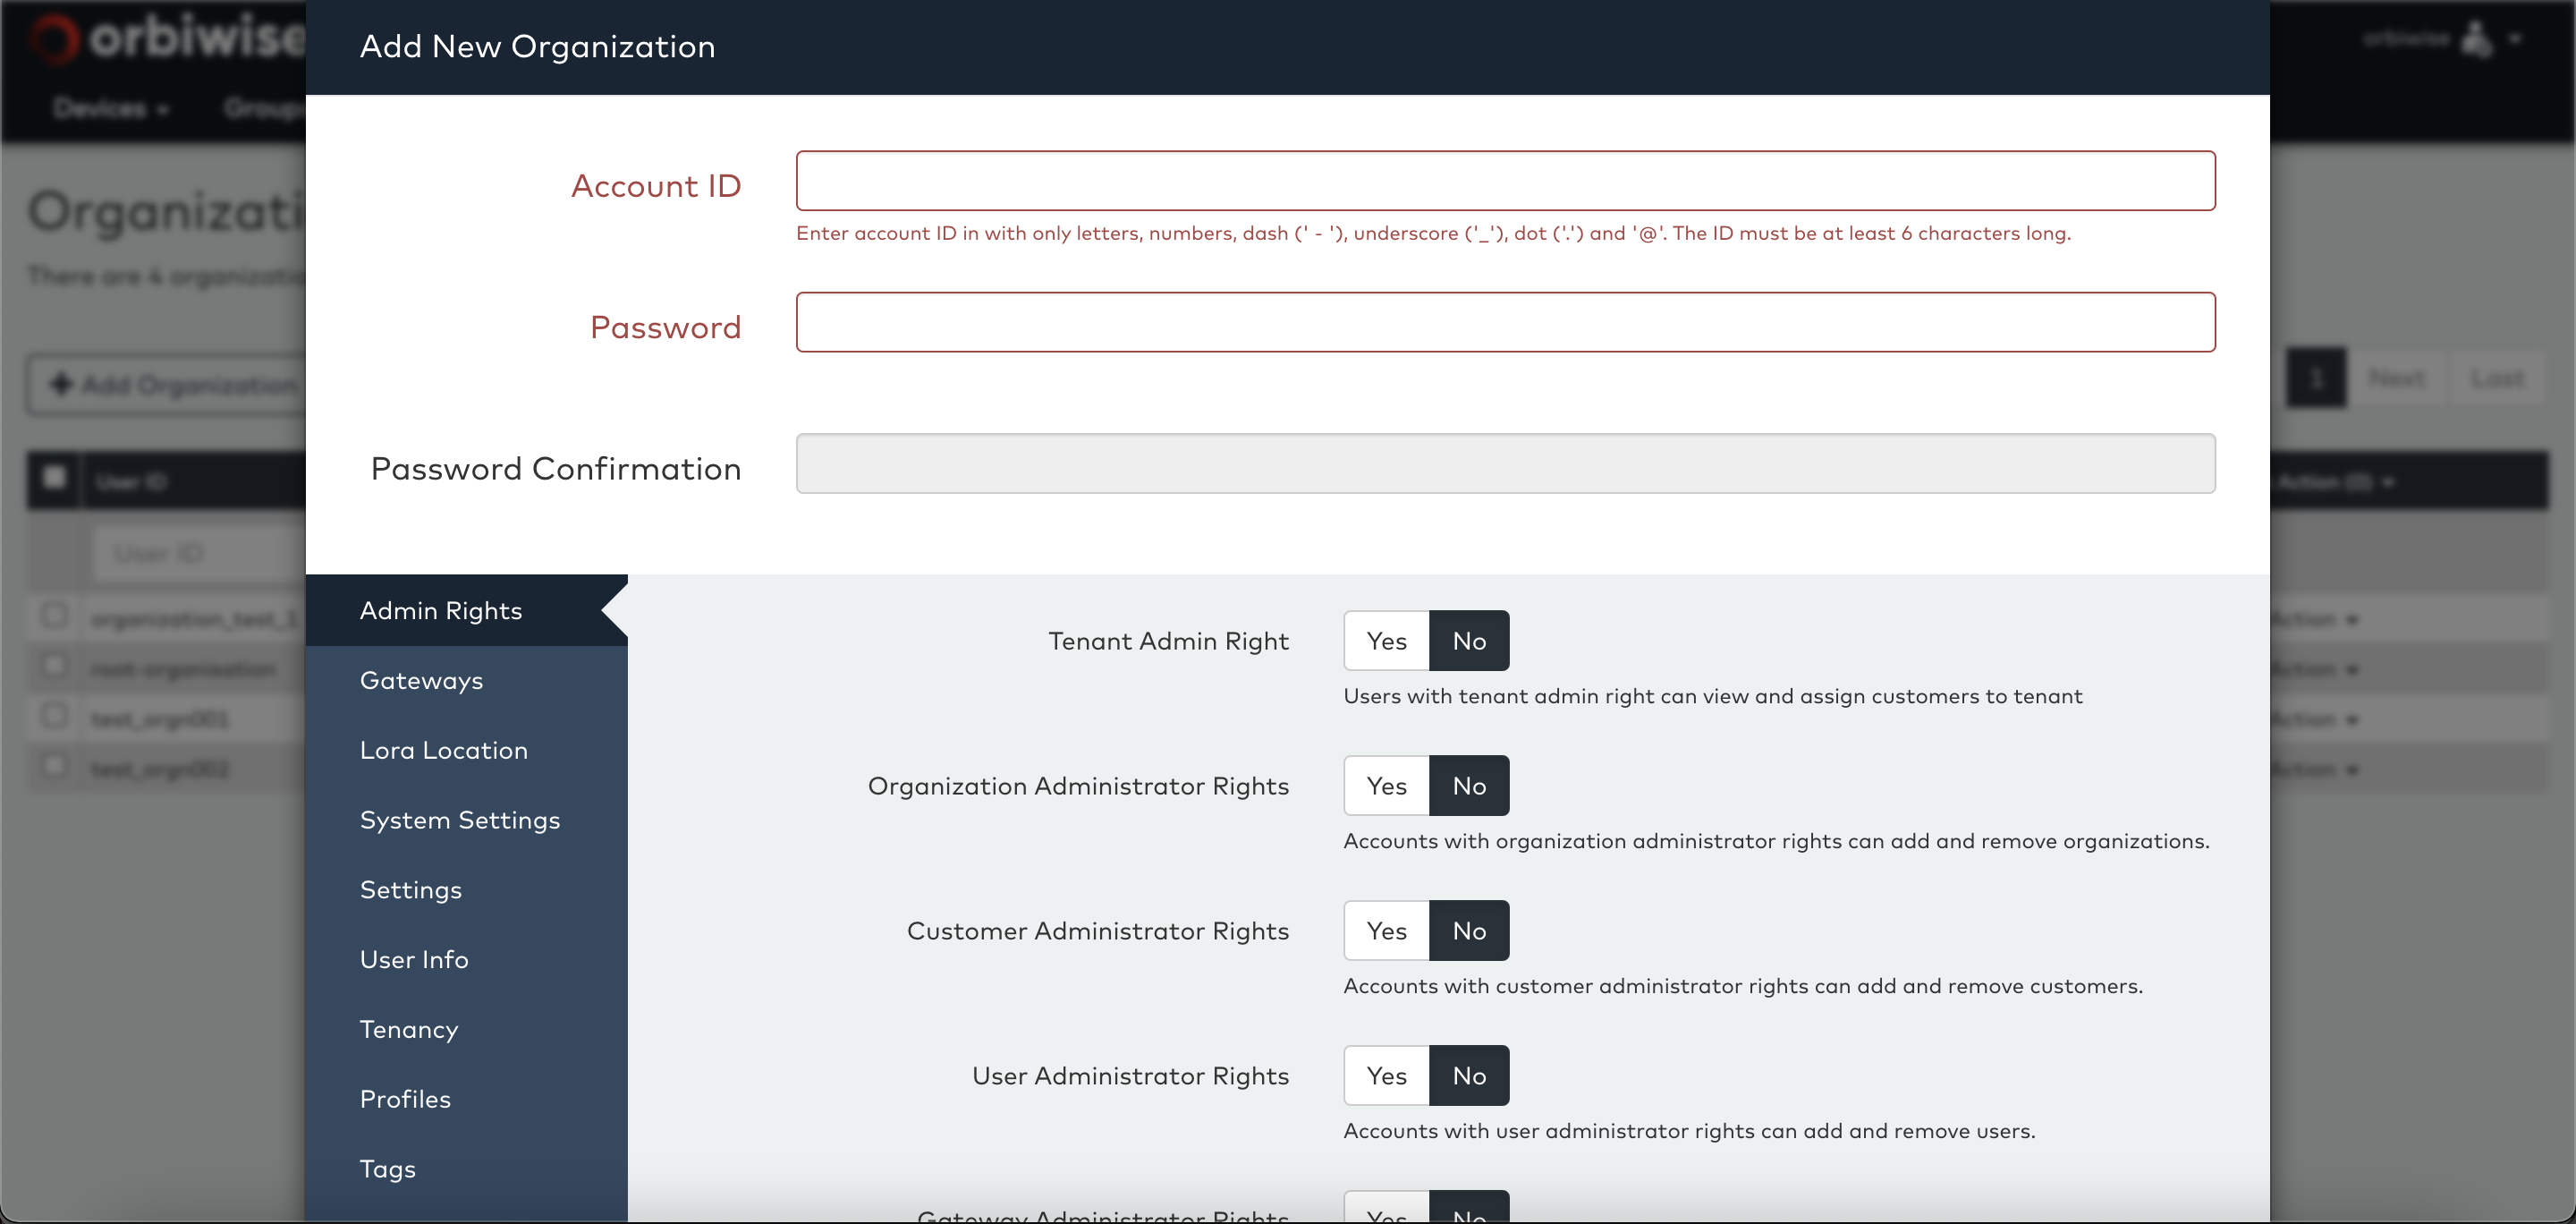 orbiwise
orbiwise
Add New Organization
Devices
Groups
Account ID
Enter account ID in with only letters, numbers, dash (' - '), underscore ('_'), dot ('.') and '@'. The ID must be at least 6 characters long.
Organizati
There are 4 organizatio
Password
Add Organization
1 Next Last
Password Confirmation
User ID
Action (0)
User ID
organization_test_1
Action
root-organisation
Action
test_orgn001
Action
test_orgn002
Action
Admin Rights
Gateways
Lora Location
System Settings
Settings
User Info
Tenancy
Profiles
Tags
Tenant Admin Right Yes No
Users with tenant admin right can view and assign customers to tenant
Organization Administrator Rights Yes No
Accounts with organization administrator rights can add and remove organizations.
Customer Administrator Rights Yes No
Accounts with customer administrator rights can add and remove customers.
User Administrator Rights Yes No
Accounts with user administrator rights can add and remove users.
Gateway Administrator Rights Yes No